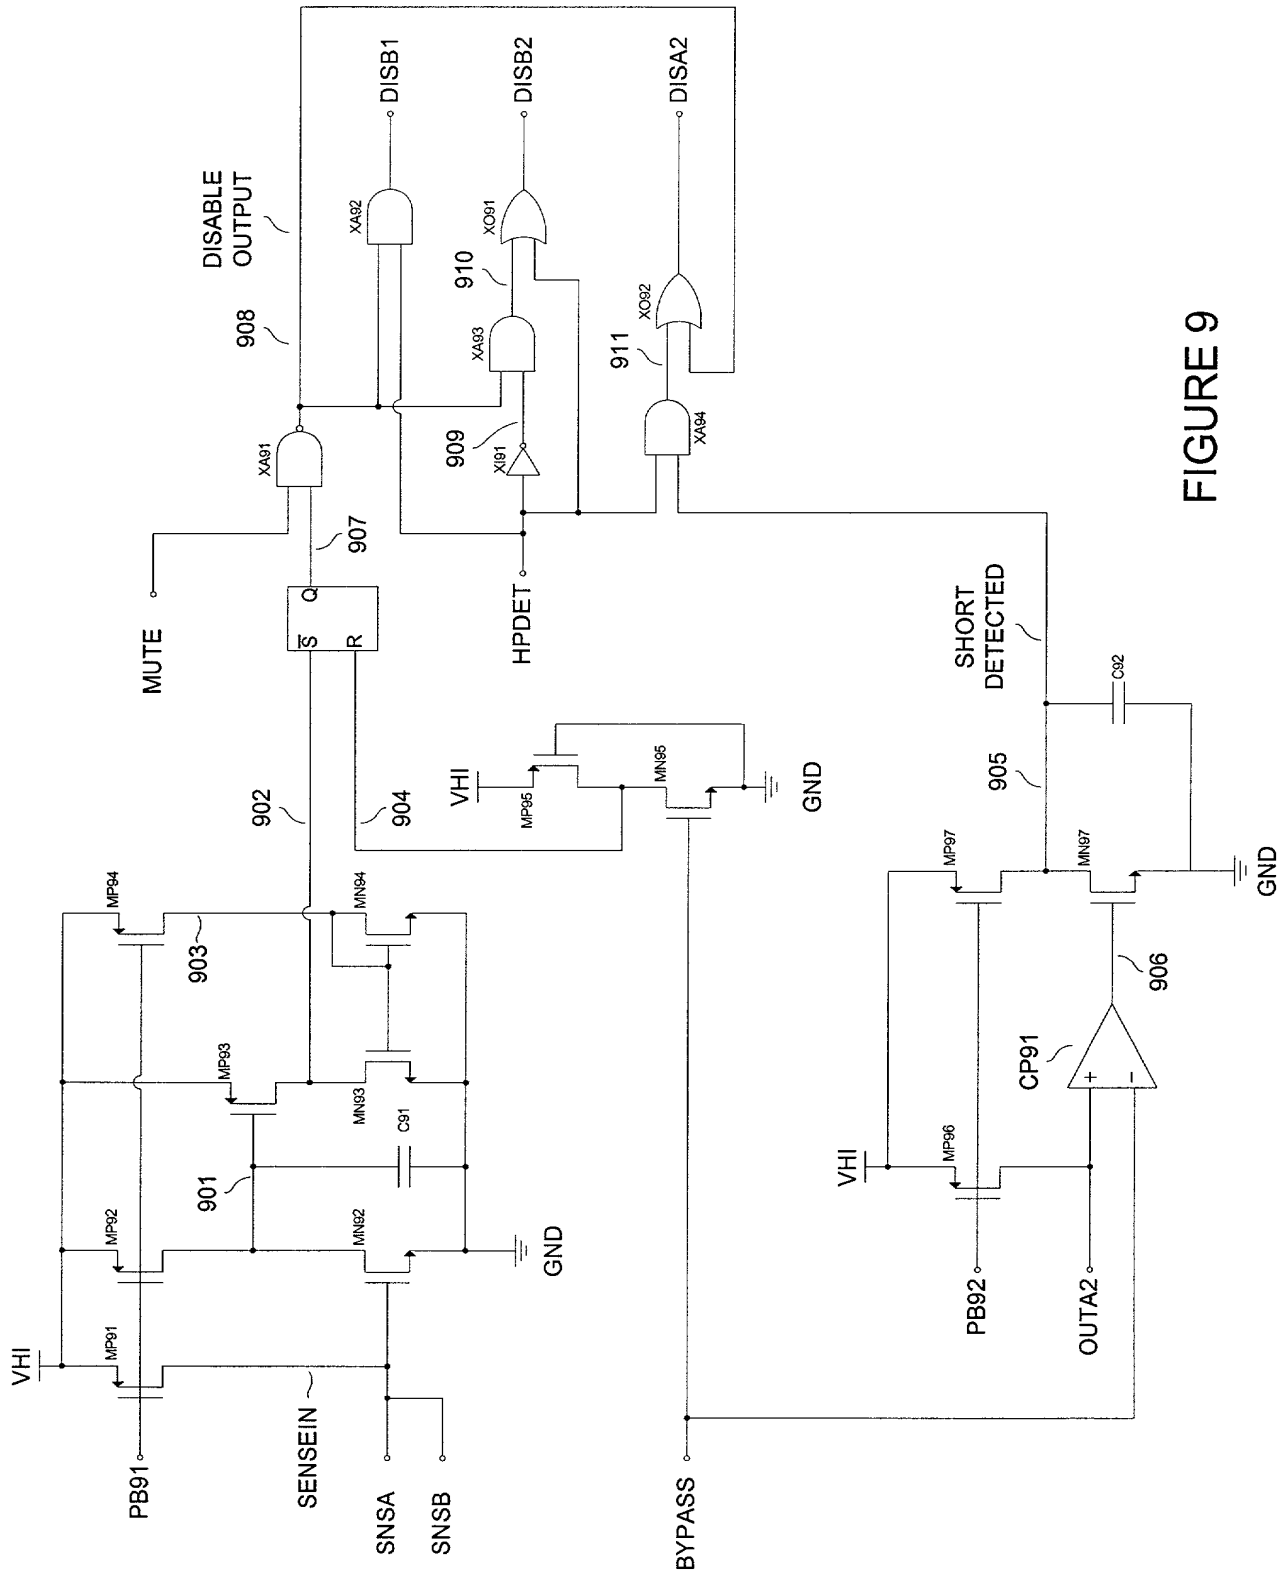 VHI
MP91
MP92
MP94
PB91
903
MP93
901
902
SENSEIN
MN92
C91
MN93
MN94
SNSA
SNSB
GND
904
S
R
Q
907
MUTE
XA91
908
DISABLE
OUTPUT
XA92
DISB1
XI91
909
XA93
910
XO91
DISB2
HPDET
XA94
911
XO92
DISA2
VHI
MP95
MN95
GND
BYPASS
VHI
MP96
MP97
PB92
OUTA2
CP91
+
–
906
MN97
905
SHORT
DETECTED
C92
GND
FIGURE 9